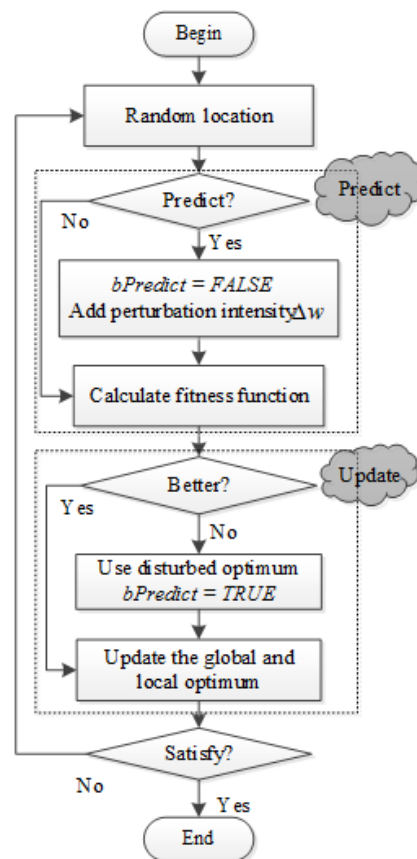 Begin
Random location
Predict?
Predict
No
Yes
bPredict = FALSE
Add perturbation intensityΔw
Calculate fitness function
Better?
Update
Yes
No
Use disturbed optimum
bPredict = TRUE
Update the global and
local optimum
Satisfy?
No
Yes
End